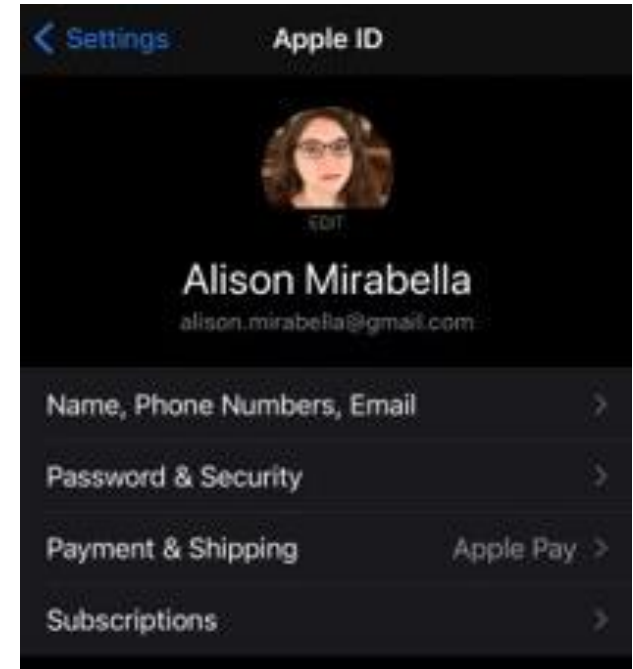 Settings Apple ID
EDIT
Alison Mirabella
alison.mirabella@gmail.com
Name, Phone Numbers, Email
Password & Security
Payment & Shipping Apple Pay
Subscriptions